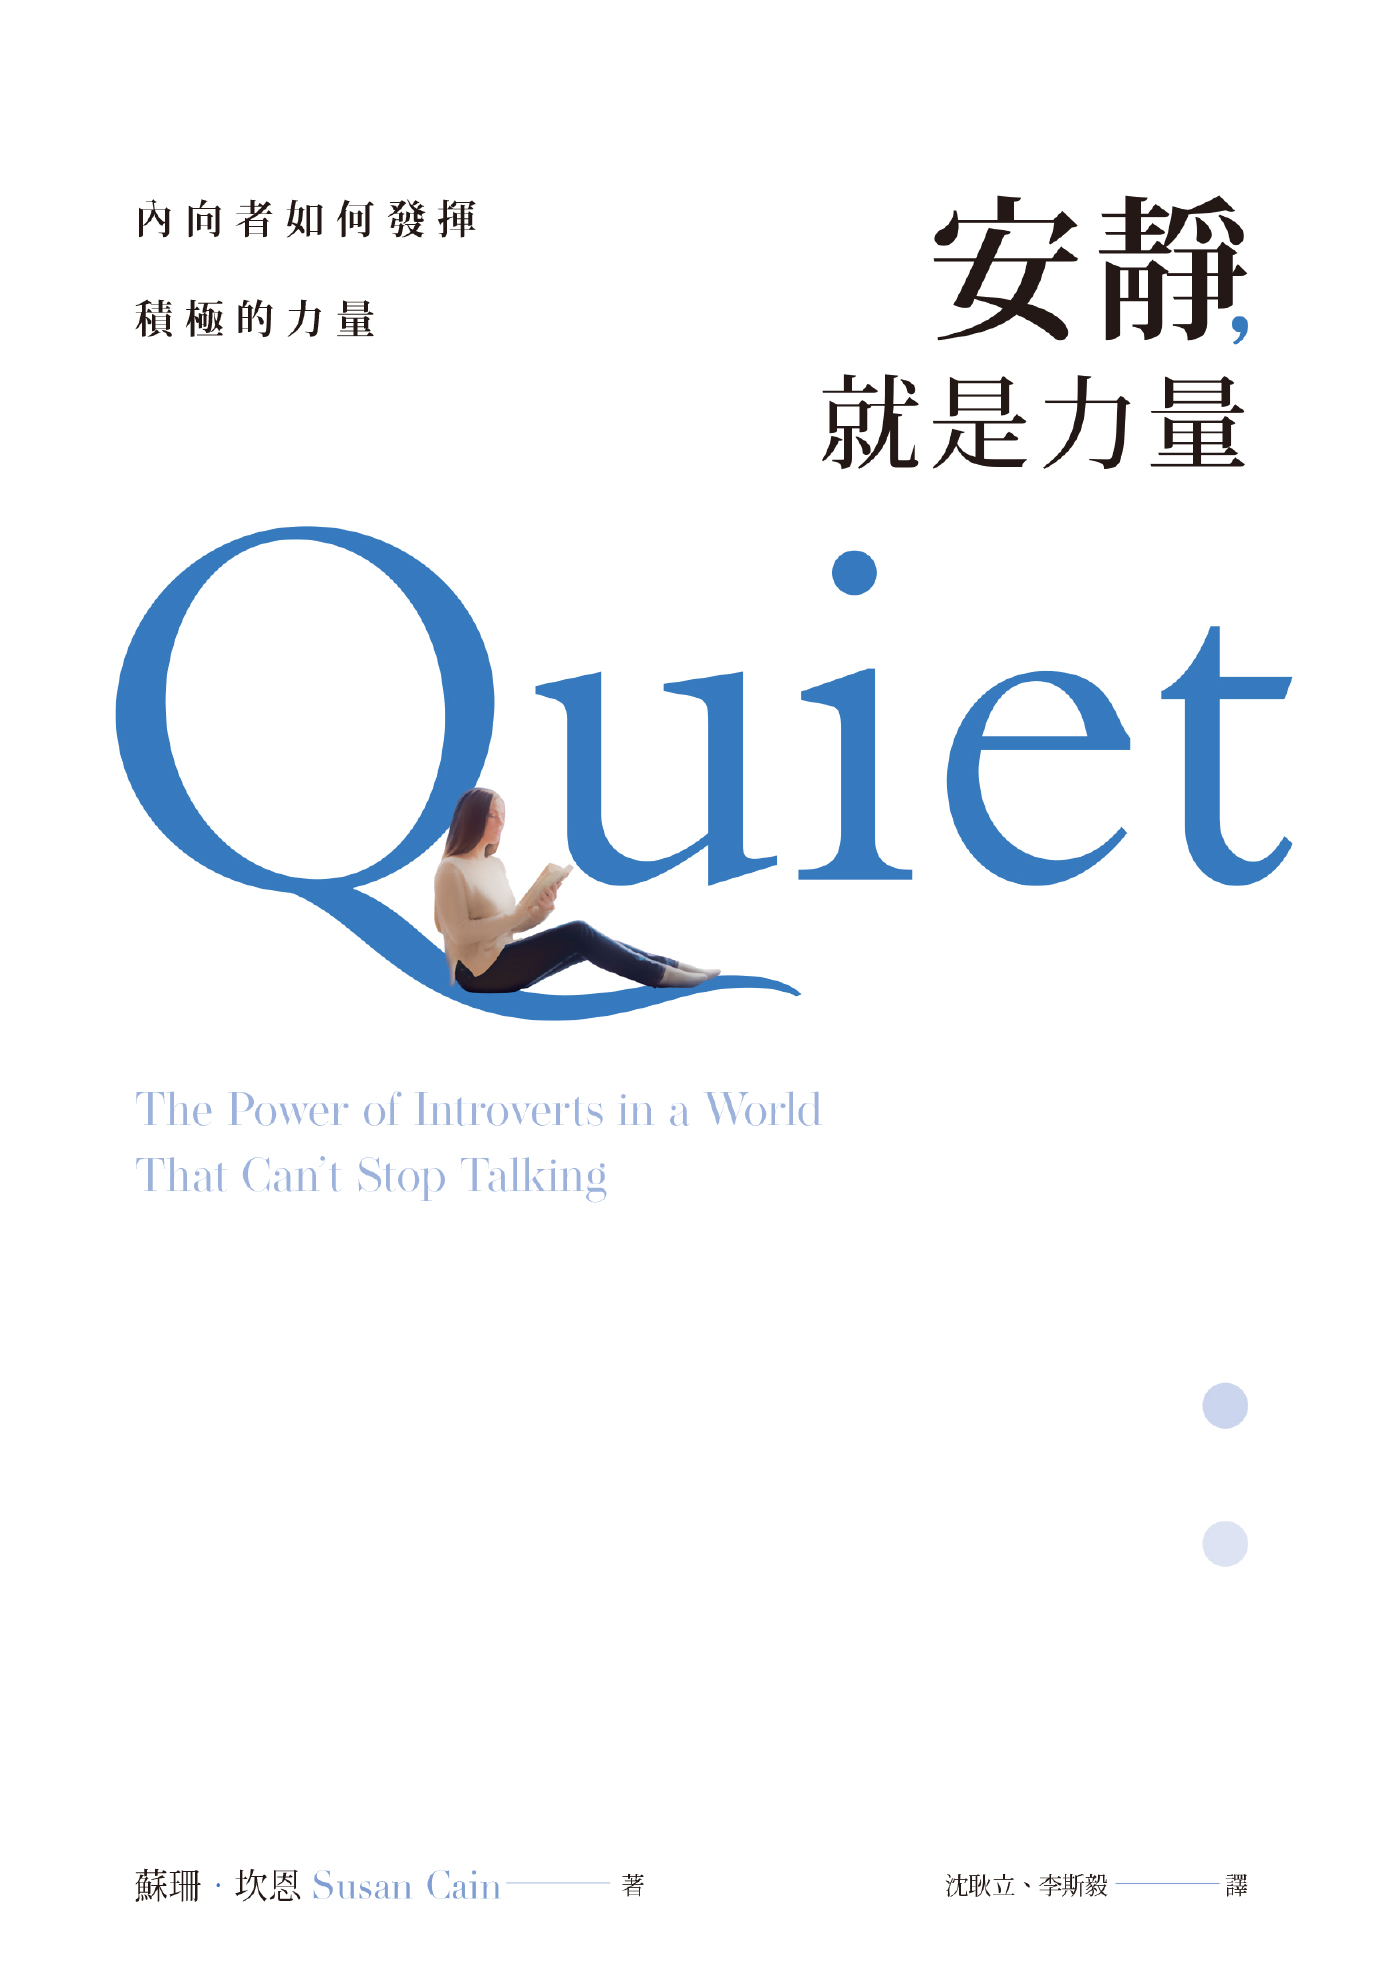 內向者如何發揮
積極的力量
安靜,
就是力量
Quiet
The Power of Introverts in a World
That Can't Stop Talking
蘇珊·坎恩 Susan Cain 著
沈耿立、李斯毅 譯